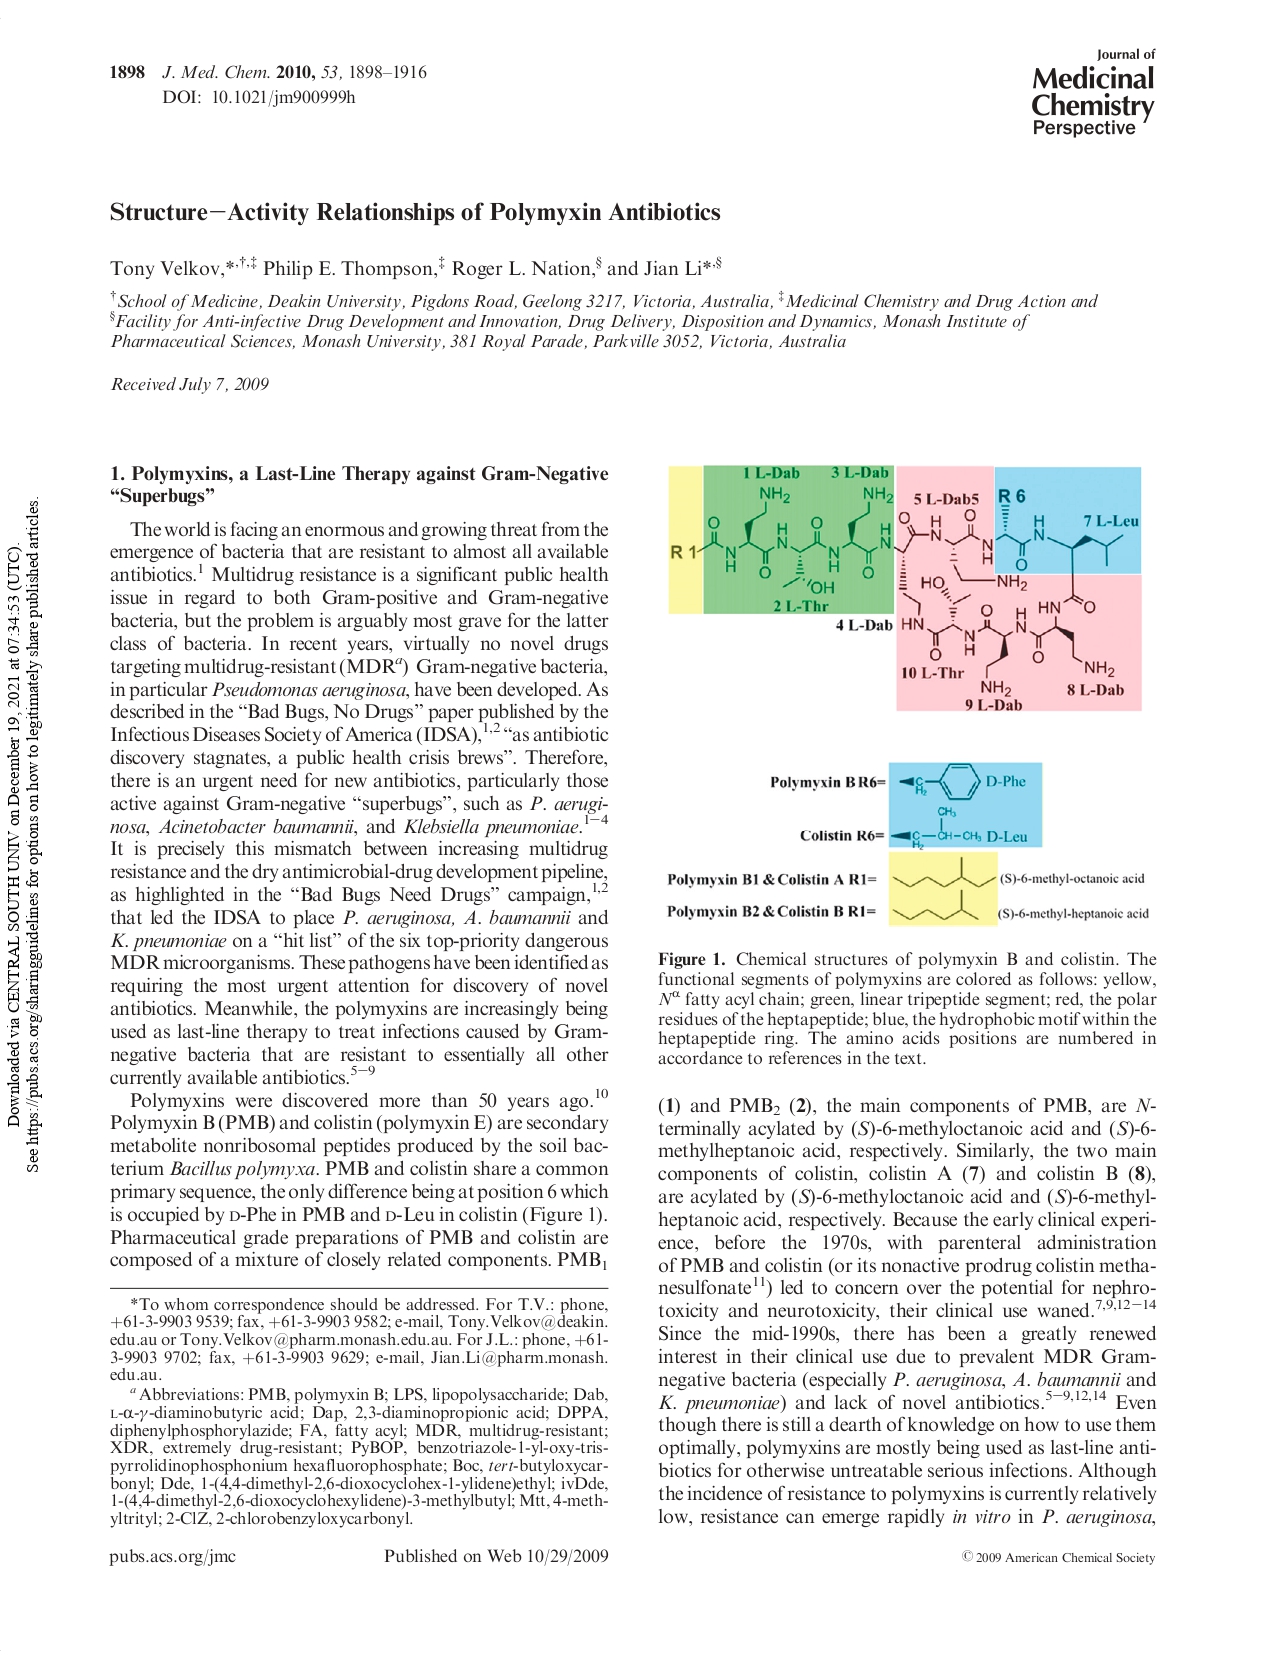 1898 J. Med. Chem. 2010, 53, 1898–1916
DOI: 10.1021/jm900999h
Journal of
Medicinal
Chemistry
Perspective
Structure−Activity Relationships of Polymyxin Antibiotics
Tony Velkov,*,†,‡ Philip E. Thompson,‡ Roger L. Nation,§ and Jian Li*,§
†School of Medicine, Deakin University, Pigdons Road, Geelong 3217, Victoria, Australia, ‡Medicinal Chemistry and Drug Action and
§Facility for Anti-infective Drug Development and Innovation, Drug Delivery, Disposition and Dynamics, Monash Institute of
Pharmaceutical Sciences, Monash University, 381 Royal Parade, Parkville 3052, Victoria, Australia
Received July 7, 2009
Downloaded via CENTRAL SOUTH UNIV on December 19, 2021 at 07:34:53 (UTC).
See https://pubs.acs.org/sharingguidelines for options on how to legitimately share published articles.
1. Polymyxins, a Last-Line Therapy against Gram-Negative
“Superbugs”
The world is facing an enormous and growing threat from the
emergence of bacteria that are resistant to almost all available
antibiotics.1 Multidrug resistance is a significant public health
issue in regard to both Gram-positive and Gram-negative
bacteria, but the problem is arguably most grave for the latter
class of bacteria. In recent years, virtually no novel drugs
targeting multidrug-resistant (MDRa) Gram-negative bacteria,
in particular Pseudomonas aeruginosa, have been developed. As
described in the “Bad Bugs, No Drugs” paper published by the
Infectious Diseases Society of America (IDSA),1,2 “as antibiotic
discovery stagnates, a public health crisis brews”. Therefore,
there is an urgent need for new antibiotics, particularly those
active against Gram-negative “superbugs”, such as P. aerugi-
nosa, Acinetobacter baumannii, and Klebsiella pneumoniae.1−4
It is precisely this mismatch between increasing multidrug
resistance and the dry antimicrobial-drug development pipeline,
as highlighted in the “Bad Bugs Need Drugs” campaign,1,2
that led the IDSA to place P. aeruginosa, A. baumannii and
K. pneumoniae on a “hit list” of the six top-priority dangerous
MDR microorganisms. These pathogens have been identified as
requiring the most urgent attention for discovery of novel
antibiotics. Meanwhile, the polymyxins are increasingly being
used as last-line therapy to treat infections caused by Gram-
negative bacteria that are resistant to essentially all other
currently available antibiotics.5−9
Polymyxins were discovered more than 50 years ago.10
Polymyxin B (PMB) and colistin (polymyxin E) are secondary
metabolite nonribosomal peptides produced by the soil bac-
terium Bacillus polymyxa. PMB and colistin share a common
primary sequence, the only difference being at position 6 which
is occupied by D-Phe in PMB and D-Leu in colistin (Figure 1).
Pharmaceutical grade preparations of PMB and colistin are
composed of a mixture of closely related components. PMB1
*To whom correspondence should be addressed. For T.V.: phone,
+61-3-9903 9539; fax, +61-3-9903 9582; e-mail, Tony.Velkov@deakin.
edu.au or Tony.Velkov@pharm.monash.edu.au. For J.L.: phone, +61-
3-9903 9702; fax, +61-3-9903 9629; e-mail, Jian.Li@pharm.monash.
edu.au.
a Abbreviations: PMB, polymyxin B; LPS, lipopolysaccharide; Dab,
L-α-γ-diaminobutyric acid; Dap, 2,3-diaminopropionic acid; DPPA,
diphenylphosphorylazide; FA, fatty acyl; MDR, multidrug-resistant;
XDR, extremely drug-resistant; PyBOP, benzotriazole-1-yl-oxy-tris-
pyrrolidinophosphonium hexafluorophosphate; Boc, tert-butyloxycar-
bonyl; Dde, 1-(4,4-dimethyl-2,6-dioxocyclohex-1-ylidene)ethyl; ivDde,
1-(4,4-dimethyl-2,6-dioxocyclohexylidene)-3-methylbutyl; Mtt, 4-meth-
yltrityl; 2-ClZ, 2-chlorobenzyloxycarbonyl.
1 L-Dab 3 L-Dab
NH2 NH2 5 L-Dab5 R 6
O H O O H O H 7 L-Leu
R 1 N N N N N
H O H O H O
OH HO NH2
2 L-Thr
4 L-Dab HN O H HN O
O N N O
H O NH2
10 L-Thr NH2 8 L-Dab
9 L-Dab
Polymyxin B R6= C H2 D-Phe
CH3
Colistin R6= C H2 CH CH3 D-Leu
Polymyxin B1 & Colistin A R1= (S)-6-methyl-octanoic acid
Polymyxin B2 & Colistin B R1= (S)-6-methyl-heptanoic acid
Figure 1. Chemical structures of polymyxin B and colistin. The
functional segments of polymyxins are colored as follows: yellow,
Nα fatty acyl chain; green, linear tripeptide segment; red, the polar
residues of the heptapeptide; blue, the hydrophobic motif within the
heptapeptide ring. The amino acids positions are numbered in
accordance to references in the text.
(1) and PMB2 (2), the main components of PMB, are N-
terminally acylated by (S)-6-methyloctanoic acid and (S)-6-
methylheptanoic acid, respectively. Similarly, the two main
components of colistin, colistin A (7) and colistin B (8),
are acylated by (S)-6-methyloctanoic acid and (S)-6-methyl-
heptanoic acid, respectively. Because the early clinical experi-
ence, before the 1970s, with parenteral administration
of PMB and colistin (or its nonactive prodrug colistin metha-
nesulfonate11) led to concern over the potential for nephro-
toxicity and neurotoxicity, their clinical use waned.7,9,12−14
Since the mid-1990s, there has been a greatly renewed
interest in their clinical use due to prevalent MDR Gram-
negative bacteria (especially P. aeruginosa, A. baumannii and
K. pneumoniae) and lack of novel antibiotics.5−9,12,14 Even
though there is still a dearth of knowledge on how to use them
optimally, polymyxins are mostly being used as last-line anti-
biotics for otherwise untreatable serious infections. Although
the incidence of resistance to polymyxins is currently relatively
low, resistance can emerge rapidly in vitro in P. aeruginosa,
pubs.acs.org/jmc Published on Web 10/29/2009 © 2009 American Chemical Society